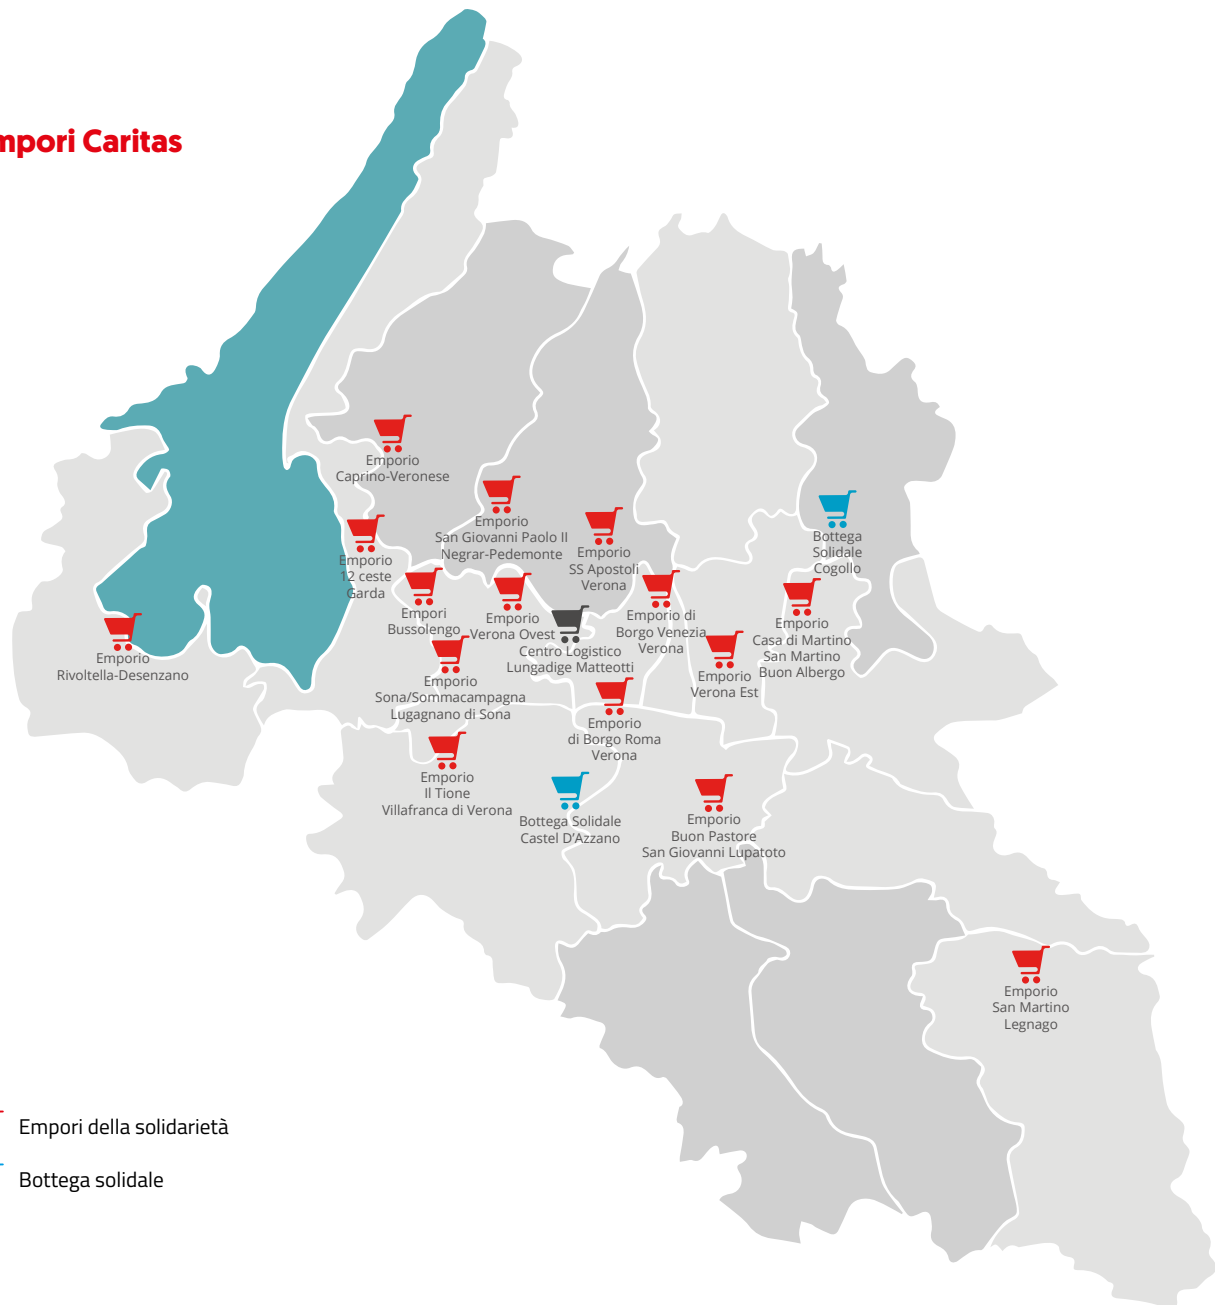 mpori Caritas
Emporio
Caprino-Veronese
Emporio
San Giovanni Paolo II
Negrar-Pedemonte
Emporio
SS Apostoli
Verona
Bottega
Solidale
Cogollo
Emporio
12 ceste
Garda
Empori
Bussolengo
Emporio
Verona Ovest
Centro Logistico
Lungadige Matteotti
Emporio di
Borgo Venezia
Verona
Emporio
Casa di Martino
San Martino
Buon Albergo
Emporio
Verona Est
Emporio
Rivoltella-Desenzano
Emporio
Sona/Sommacampagna
Lugagnano di Sona
Emporio
di Borgo Roma
Verona
Emporio
Il Tione
Villafranca di Verona
Bottega Solidale
Castel D’Azzano
Emporio
Buon Pastore
San Giovanni Lupatoto
Emporio
San Martino
Legnago
Empori della solidarietà
Bottega solidale